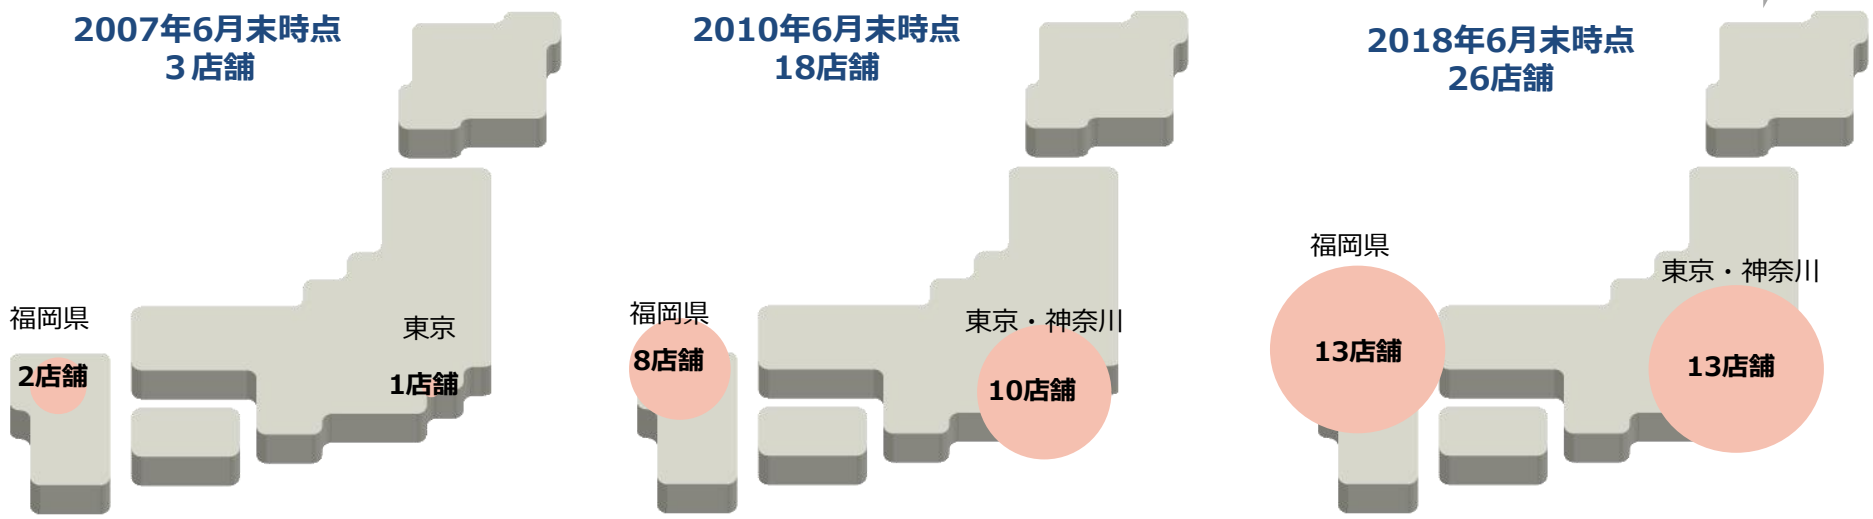 2007年6月末時点
３店舗
福岡県
2店舗
東京
1店舗
2010年6月末時点
18店舗
福岡県
8店舗
東京・神奈川
10店舗
2018年6月末時点
26店舗
福岡県
13店舗
東京・神奈川
13店舗